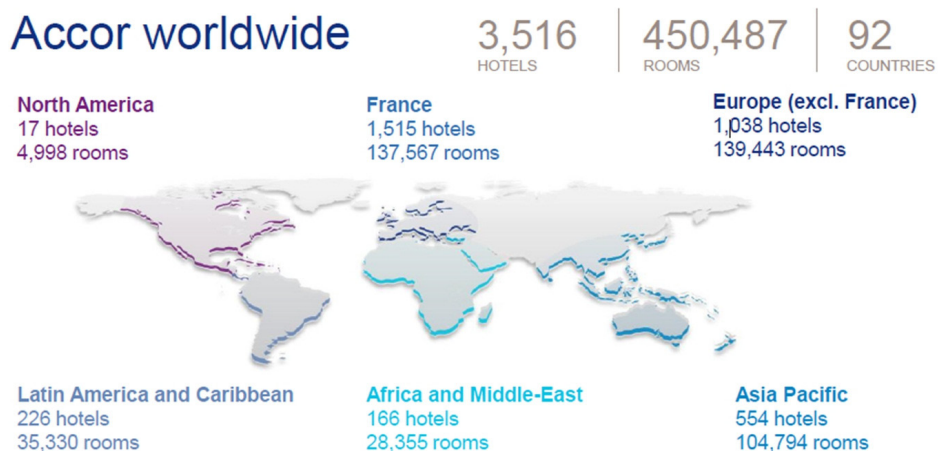 Accor worldwide
3,516
HOTELS
450,487
ROOMS
92
COUNTRIES
North America
17 hotels
4,998 rooms
France
1,515 hotels
137,567 rooms
Europe (excl. France)
1,038 hotels
139,443 rooms
Latin America and Caribbean
226 hotels
35,330 rooms
Africa and Middle-East
166 hotels
28,355 rooms
Asia Pacific
554 hotels
104,794 rooms